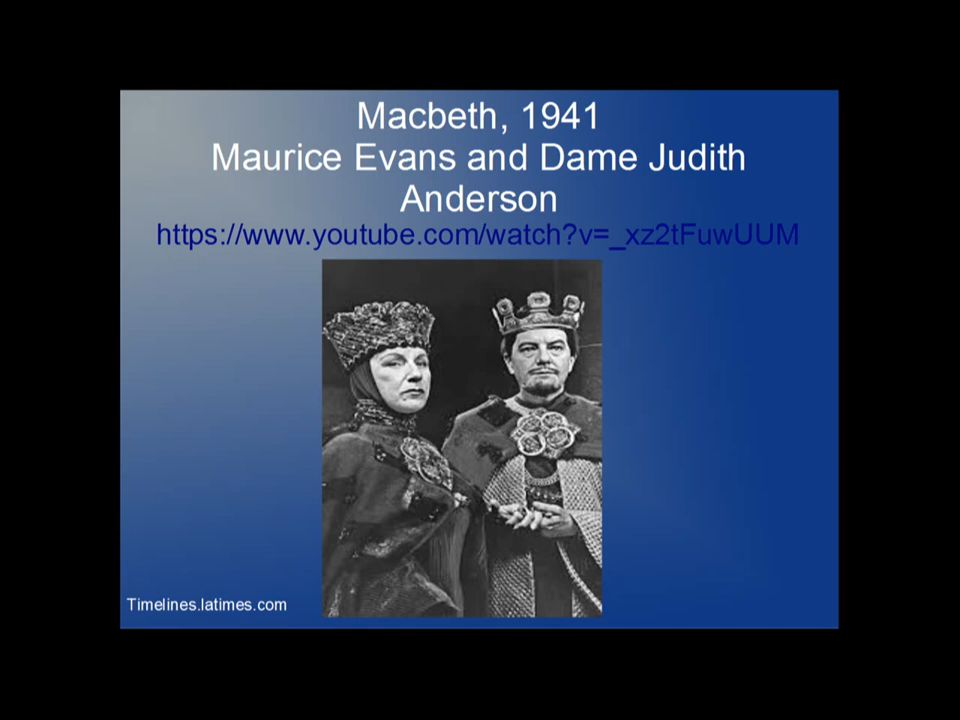 Macbeth, 1941
Maurice Evans and Dame Judith
Anderson
https://www.youtube.com/watch?v=_xz2tFuwUUM
Timelines.latimes.com